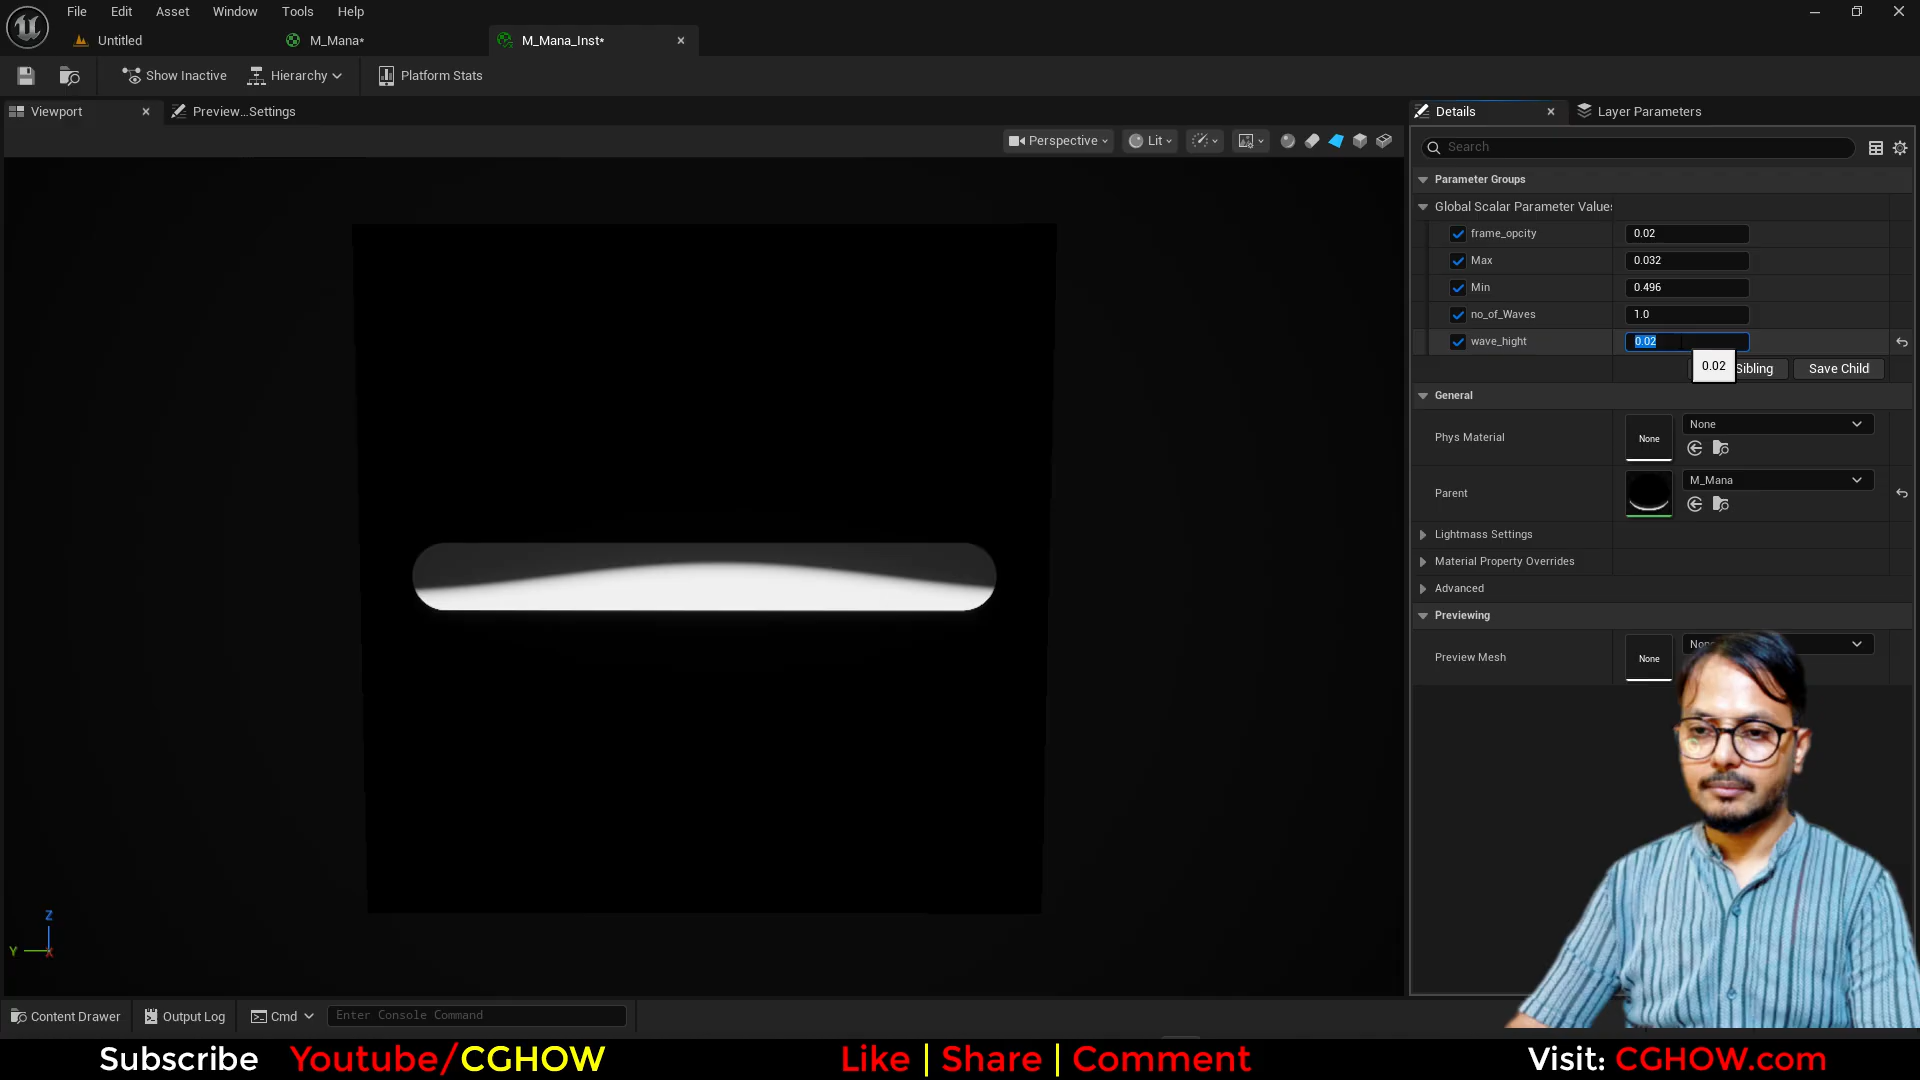 File Edit Asset Window Tools Help
Untitled M_Mana* M_Mana_Inst*
Show Inactive Hierarchy Platform Stats
Viewport Preview...Settings Details Layer Parameters
Perspective Lit
Search
Parameter Groups
Global Scalar Parameter Values
frame_opcity 0.02
Max 0.032
Min 0.496
no_of_Waves 1.0
wave_hight 0.02
0.02 Sibling Save Child
General
Phys Material None None
Parent M_Mana
Lightmass Settings
Material Property Overrides
Advanced
Previewing
Preview Mesh None
Z
Y X
Content Drawer Output Log Cmd Enter Console Command
Subscribe Youtube/CGHOW Like | Share | Comment Visit: CGHOW.com